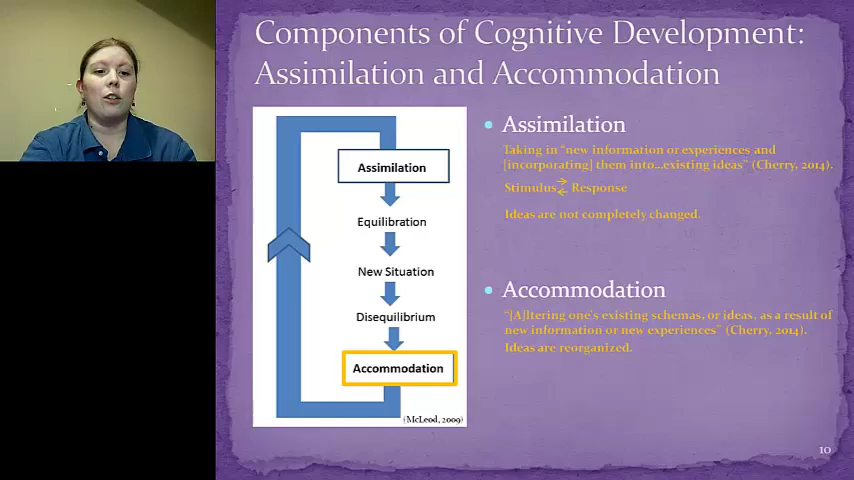 Components of Cognitive Development:
Assimilation and Accommodation
Assimilation
Equilibration
New Situation
Disequilibrium
Accommodation
(McLeod, 2009)
• Assimilation
Taking in “new information or experiences and
[incorporating] them into...existing ideas” (Cherry, 2014).
Stimulus ⇄ Response
Ideas are not completely changed.
• Accommodation
“[A]ltering one's existing schemas, or ideas, as a result of
new information or new experiences” (Cherry, 2014).
Ideas are reorganized.
10